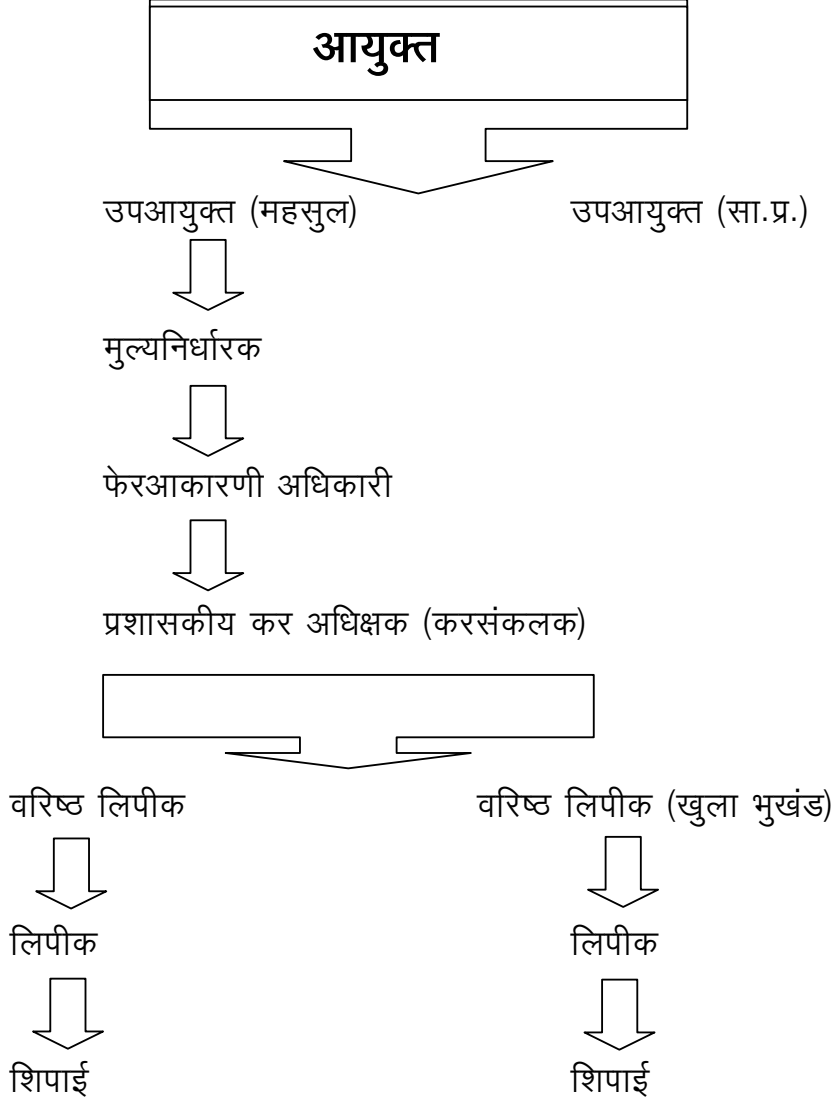 आयुक्त
उपआयुक्त (महसुल) उपआयुक्त (सा.प्र.)
मुल्यनिर्धारक
फेरआकारणी अधिकारी
प्रशासकीय कर अधिक्षक (करसंकलक)
वरिष्ठ लिपीक वरिष्ठ लिपीक (खुला भुखंड)
लिपीक लिपीक
शिपाई शिपाई